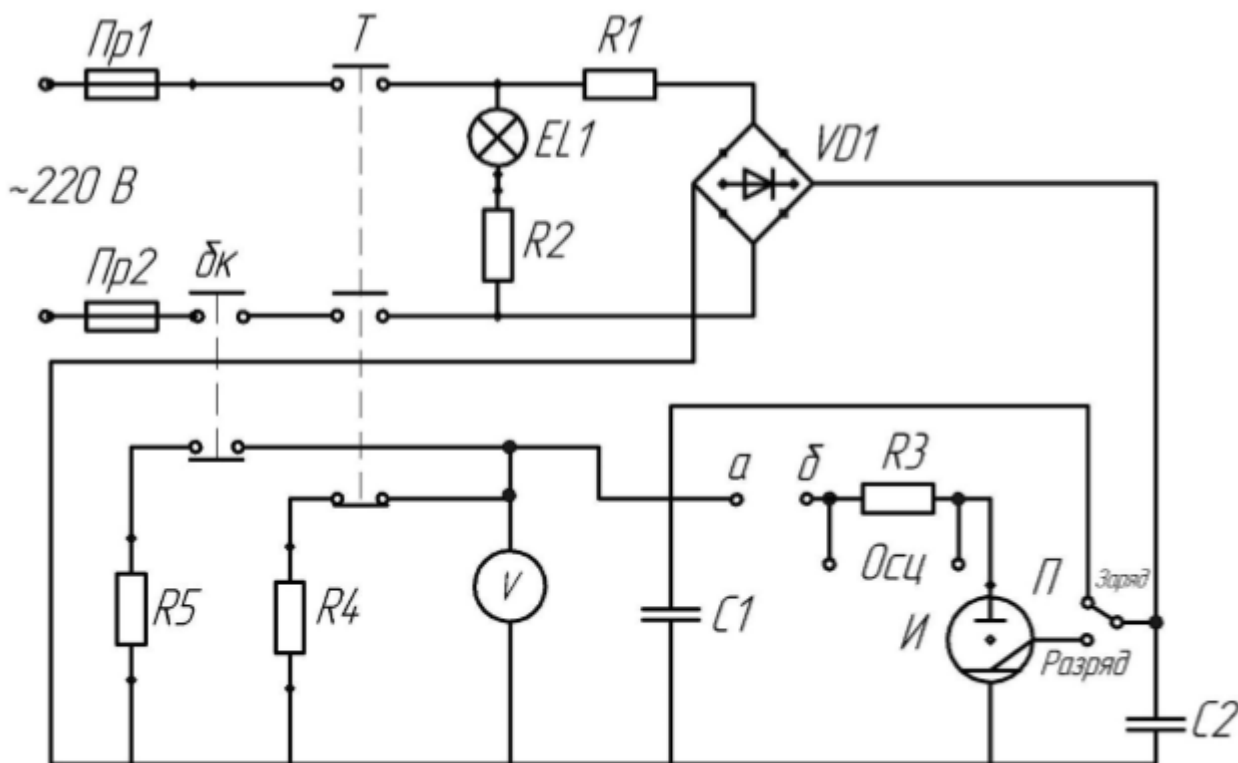 Пр1
T
R1
EL1
VD1
~220 В
R2
Пр2
бк
а
б
R3
Осц
П
Заряд
R5
R4
V
C1
И
Разряд
C2